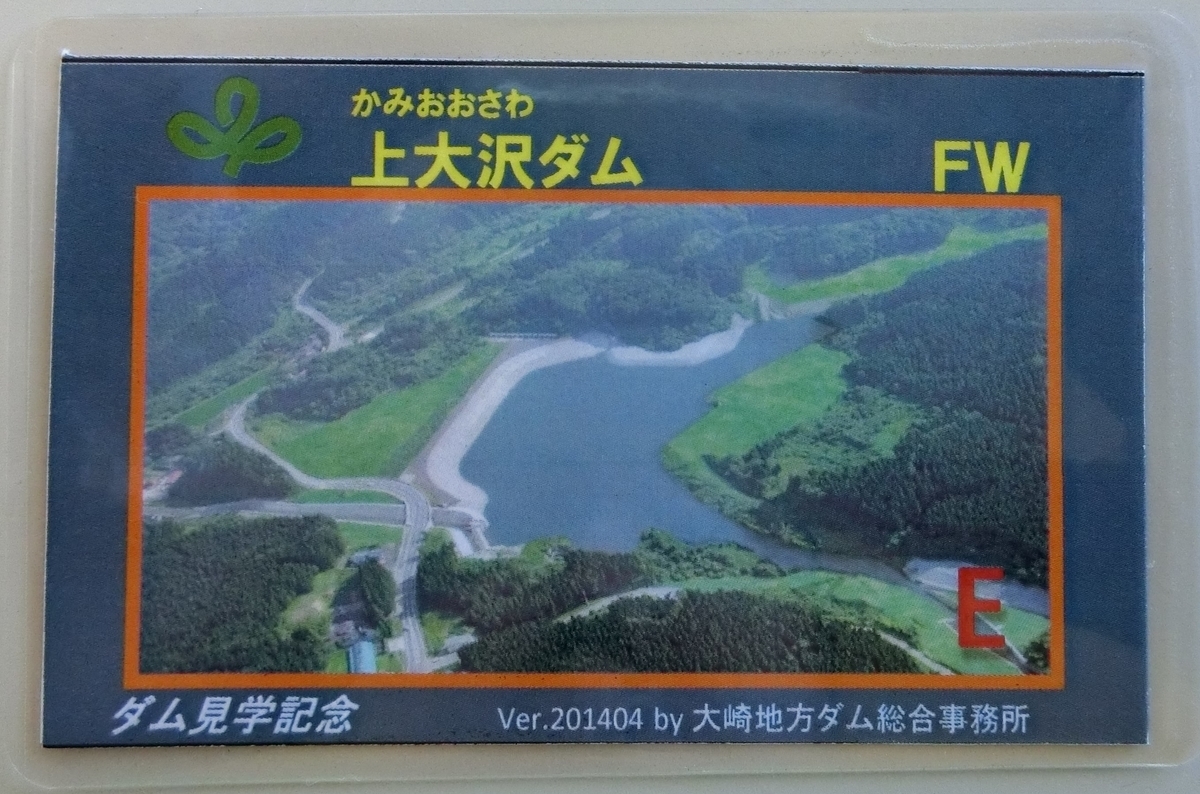 かみおおさわ
上大沢ダム
FW
E
ダム見学記念
Ver.201404 by 大崎地方ダム総合事務所